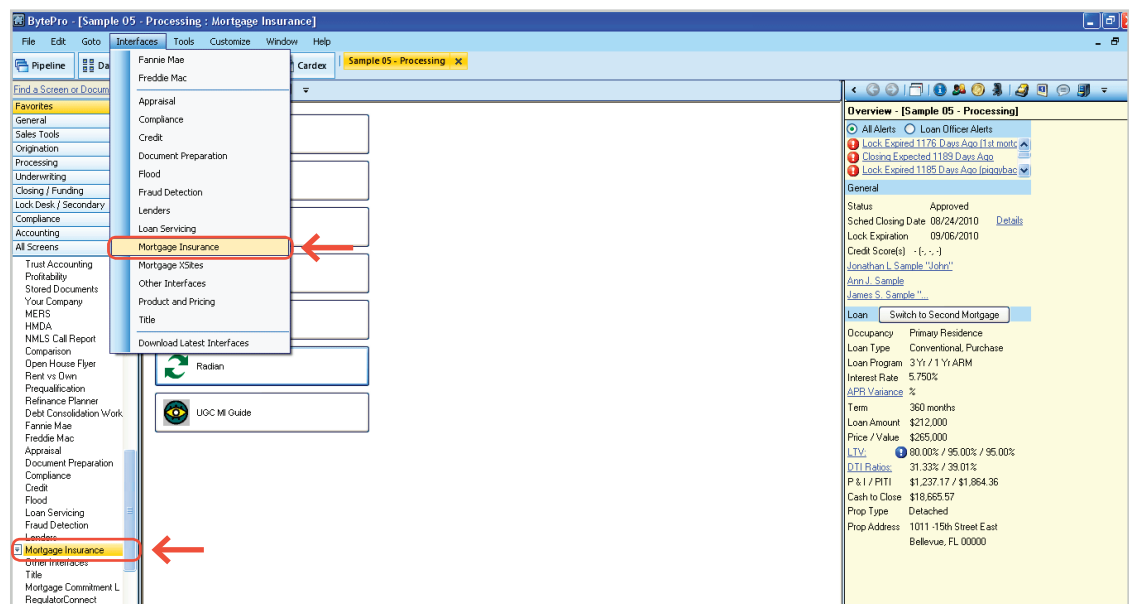 BytePro - [Sample 05 - Processing : Mortgage Insurance]
File Edit Goto Interfaces Tools Customize Window Help
Pipeline Da Cardex Sample 05 - Processing
Find a Screen or Docum
Favorites
General
Sales Tools
Origination
Processing
Underwriting
Closing / Funding
Lock Desk / Secondary
Compliance
Accounting
All Screens
Trust Accounting
Profitability
Stored Documents
Your Company
MERS
HMDA
NMLS Call Report
Comparison
Open House Flyer
Rent vs Own
Prequalification
Refinance Planner
Debt Consolidation Work
Fannie Mae
Freddie Mac
Appraisal
Document Preparation
Compliance
Credit
Flood
Loan Servicing
Fraud Detection
Lenders
Mortgage Insurance
Other Interfaces
Title
Mortgage Commitment L
RegulatorConnect
Fannie Mae
Freddie Mac
Appraisal
Compliance
Credit
Document Preparation
Flood
Fraud Detection
Lenders
Loan Servicing
Mortgage Insurance
Mortgage XSites
Other Interfaces
Product and Pricing
Title
Download Latest Interfaces
Radian
UGC MI Guide
Overview - [Sample 05 - Processing]
All Alerts Loan Officer Alerts
Lock Expired 1176 Days Ago [1st mortg
Closing Expected 1189 Days Ago
Lock Expired 1185 Days Ago [piggybac
General
Status Approved
Sched Closing Date 08/24/2010 Details
Lock Expiration 09/06/2010
Credit Score(s) - (-, -, -)
Jonathan L Sample "John"
Ann J. Sample
James S. Sample "...
Loan Switch to Second Mortgage
Occupancy Primary Residence
Loan Type Conventional, Purchase
Loan Program 3 Yr / 1 Yr ARM
Interest Rate 5.750%
APR Variance %
Term 360 months
Loan Amount $212,000
Price / Value $265,000
LTV: 80.00% / 95.00% / 95.00%
DTI Ratios: 31.33% / 39.01%
P & I / PITI $1,237.17 / $1,864.36
Cash to Close $18,665.57
Prop Type Detached
Prop Address 1011 -15th Street East
Bellevue, FL 00000